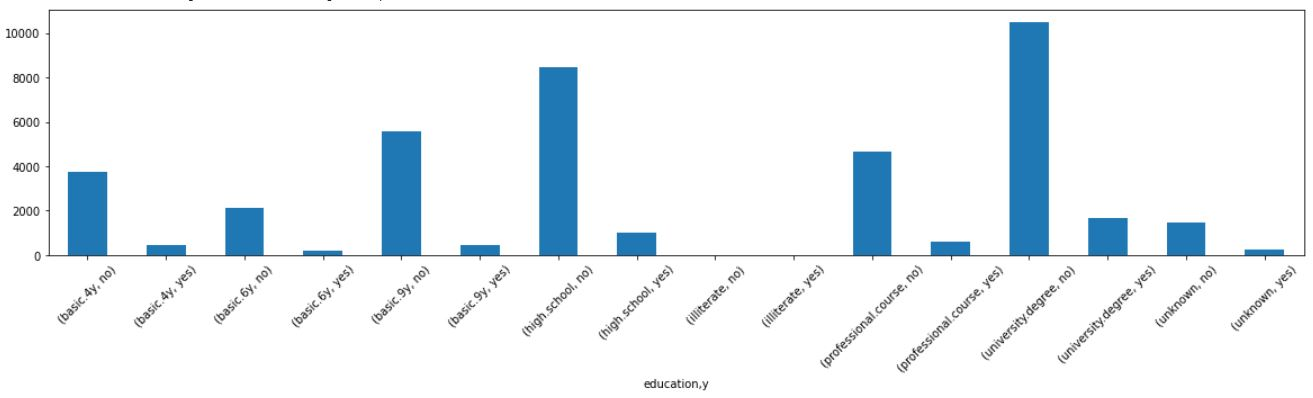 10000
8000
6000
4000
2000
0
(basic.4y, no)
(basic.4y, yes)
(basic.6y, no)
(basic.6y, yes)
(basic.9y, no)
(basic.9y, yes)
(high.school, no)
(high.school, yes)
(illiterate, no)
(illiterate, yes)
(professional.course, no)
(professional.course, yes)
(university.degree, no)
(university.degree, yes)
(unknown, no)
(unknown, yes)
education,y